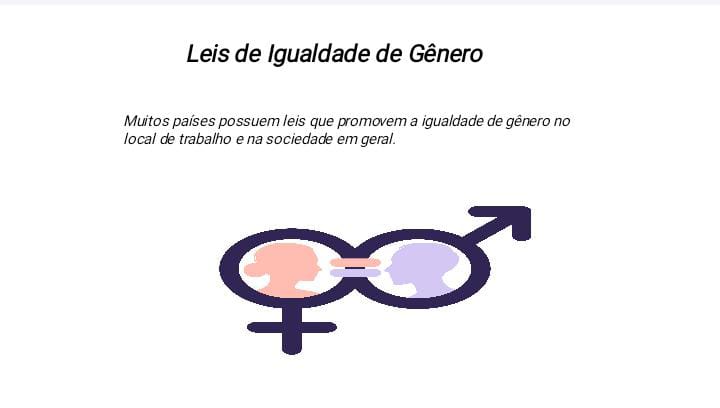 Leis de Igualdade de Gênero
Muitos países possuem leis que promovem a igualdade de gênero no
local de trabalho e na sociedade em geral.